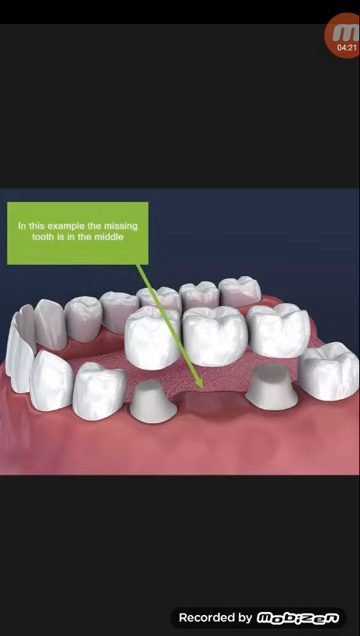 04:21
In this example the missing
tooth is in the middle
Recorded by Mobizen